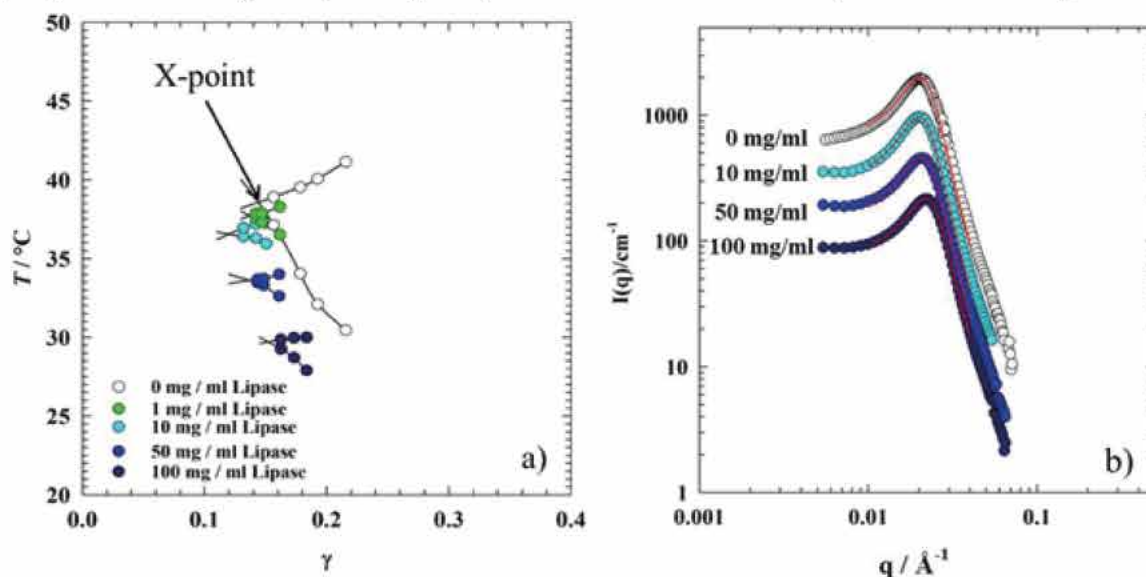 50
45
40
35
30
25
20
T / °C
X-point
0 mg / ml Lipase
1 mg / ml Lipase
10 mg / ml Lipase
50 mg / ml Lipase
100 mg / ml Lipase
a)
0.0 0.1 0.2 0.3 0.4
γ
1000
100
10
1
I(q)/cm⁻¹
0 mg/ml
10 mg/ml
50 mg/ml
100 mg/ml
b)
0.001 0.01 0.1
q / Å⁻¹